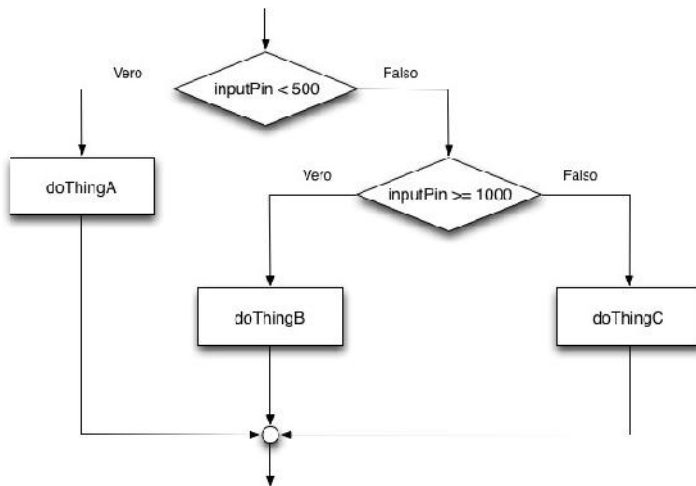 Vero
Falso
inputPin < 500
doThingA
Vero
Falso
inputPin >= 1000
doThingB
doThingC